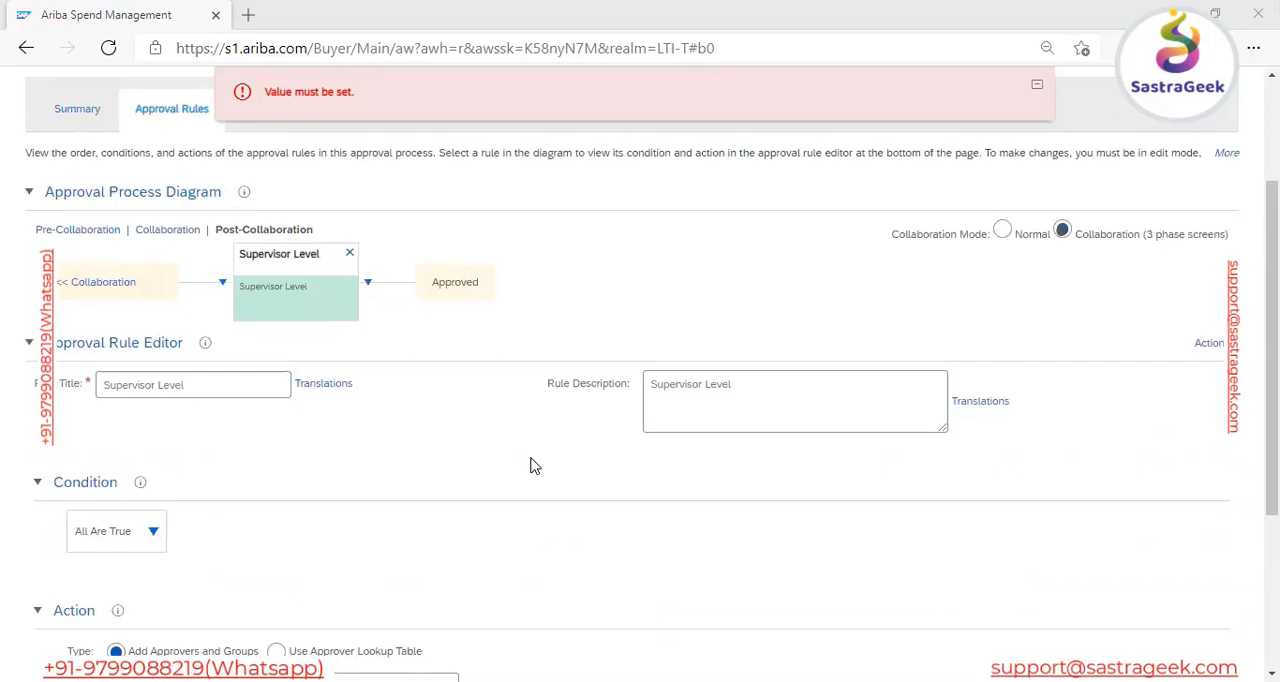 Ariba Spend Management
https://s1.ariba.com/Buyer/Main/aw?awh=r&awssk=K58nyN7M&realm=LTI-T#b0
SastraGeek
Value must be set.
Summary
Approval Rules
View the order, conditions, and actions of the approval rules in this approval process. Select a rule in the diagram to view its condition and action in the approval rule editor at the bottom of the page. To make changes, you must be in edit mode, More
Approval Process Diagram
Pre-Collaboration | Collaboration | Post-Collaboration
Collaboration Mode: Normal Collaboration (3 phase screens)
Supervisor Level
<< Collaboration
Supervisor Level
Approved
pproval Rule Editor
Action
Title: * Supervisor Level Translations
Rule Description: Supervisor Level
Translations
Condition
All Are True
Action
Type: Add Approvers and Groups Use Approver Lookup Table
+91-9799088219(Whatsapp)
support@sastrageek.com
+91-9799088219(Whatsapp)
support@sastrageek.com